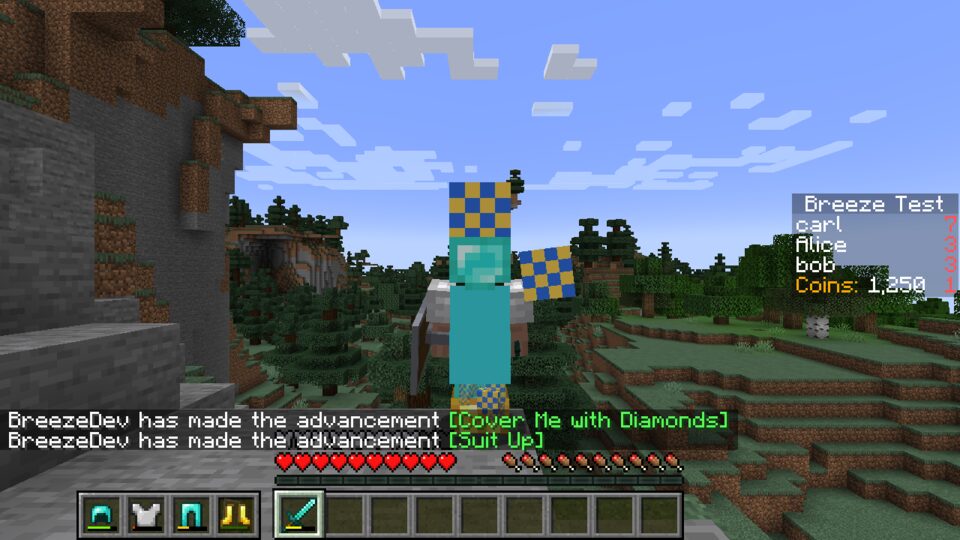 Breeze Test
carl 7
Alice 3
bob 3
Coins: 1,250 1
BreezeDev has made the advancement [Cover Me with Diamonds]
BreezeDev has made the advancement [Suit Up]